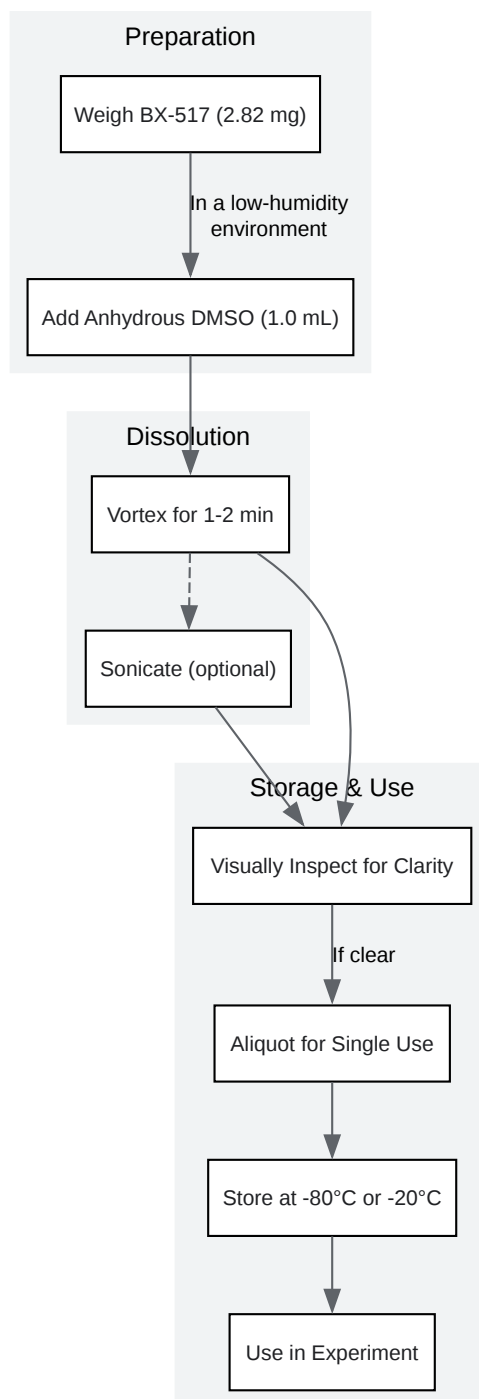 Preparation
Weigh BX-517 (2.82 mg)
In a low-humidity
environment
Add Anhydrous DMSO (1.0 mL)
Dissolution
Vortex for 1-2 min
Sonicate (optional)
Storage & Use
Visually Inspect for Clarity
If clear
Aliquot for Single Use
Store at -80°C or -20°C
Use in Experiment